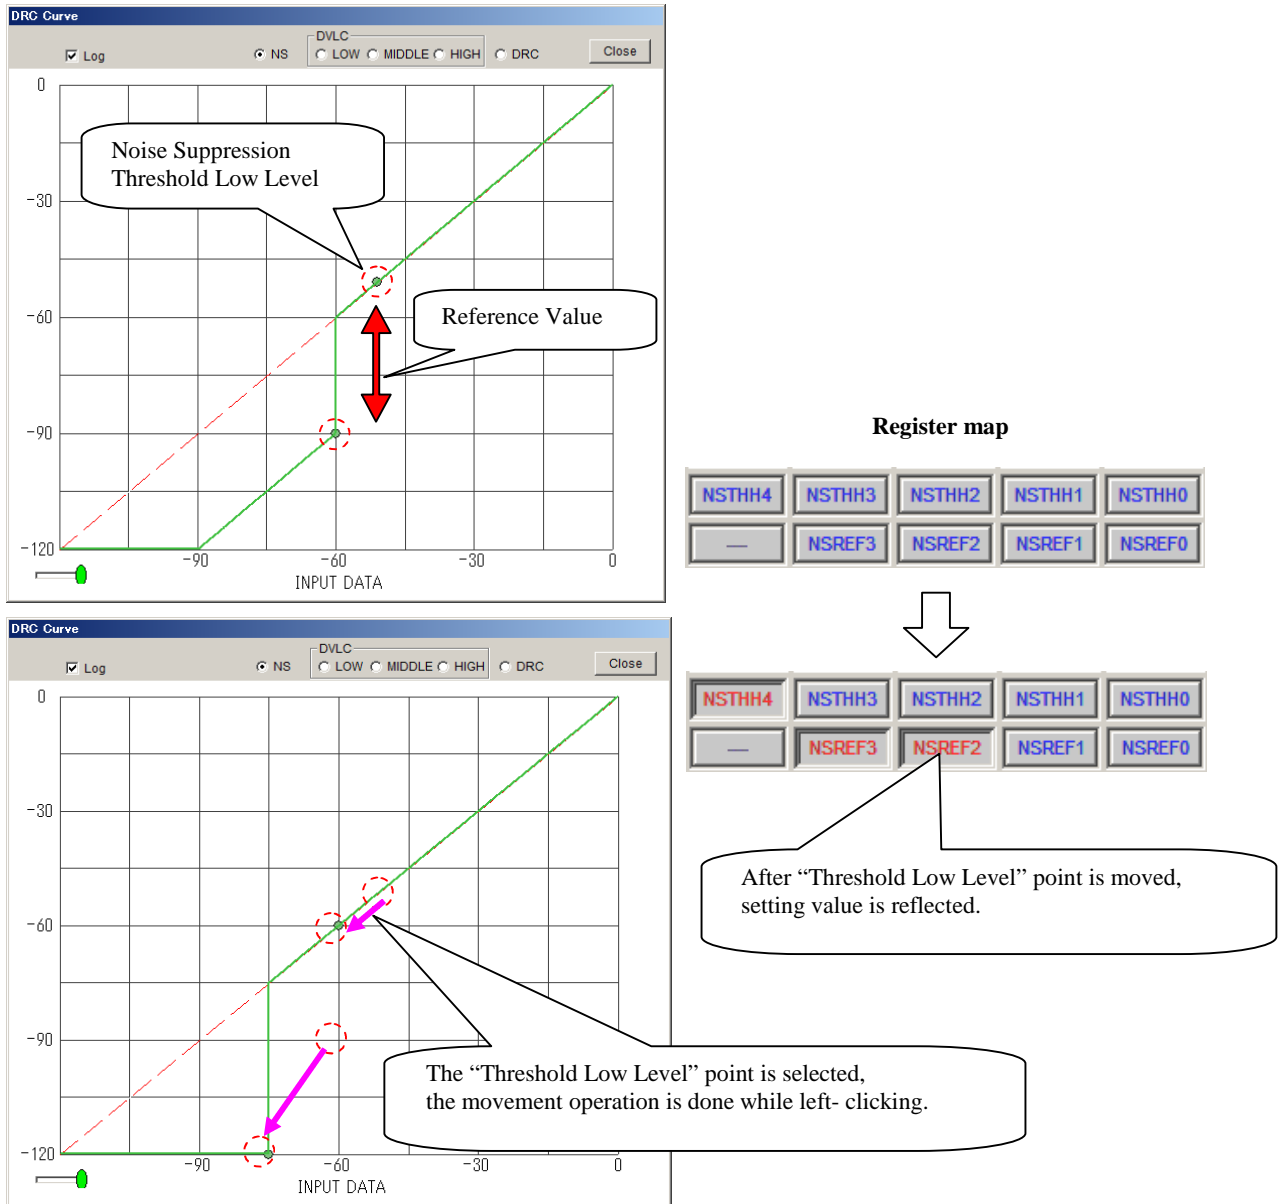 DRC Curve
Log
NS
DVLC
LOW MIDDLE HIGH
DRC
Close
0
-30
-60
-90
-120
Noise Suppression
Threshold Low Level
Reference Value
-90 -60 -30 0
INPUT DATA
Register map
NSTHH4 NSTHH3 NSTHH2 NSTHH1 NSTHH0
— NSREF3 NSREF2 NSREF1 NSREF0
NSTHH4 NSTHH3 NSTHH2 NSTHH1 NSTHH0
— NSREF3 NSREF2 NSREF1 NSREF0
After “Threshold Low Level” point is moved,
setting value is reflected.
DRC Curve
Log
NS
DVLC
LOW MIDDLE HIGH
DRC
Close
0
-30
-60
-90
-120
The “Threshold Low Level” point is selected,
the movement operation is done while left- clicking.
-90 -60 -30 0
INPUT DATA